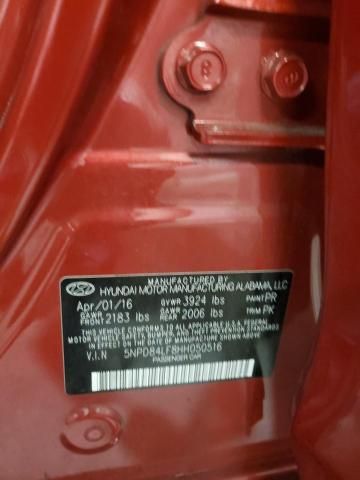 MANUFACTURED BY
HYUNDAI MOTOR MANUFACTURING ALABAMA, LLC
Apr/01/16 GVWR 3924 lbs PAINT PR
GAWR FRONT 2183 lbs GAWR REAR 2006 lbs TRIM PK
THIS VEHICLE CONFORMS TO ALL APPLICABLE FEDERAL
MOTOR VEHICLE SAFETY, BUMPER, AND THEFT PREVENTION
STANDARDS IN EFFECT ON THE DATE OF MANUFACTURE SHOWN ABOVE.
V.I.N 5NPD84LF8HH050516
PASSENGER CAR